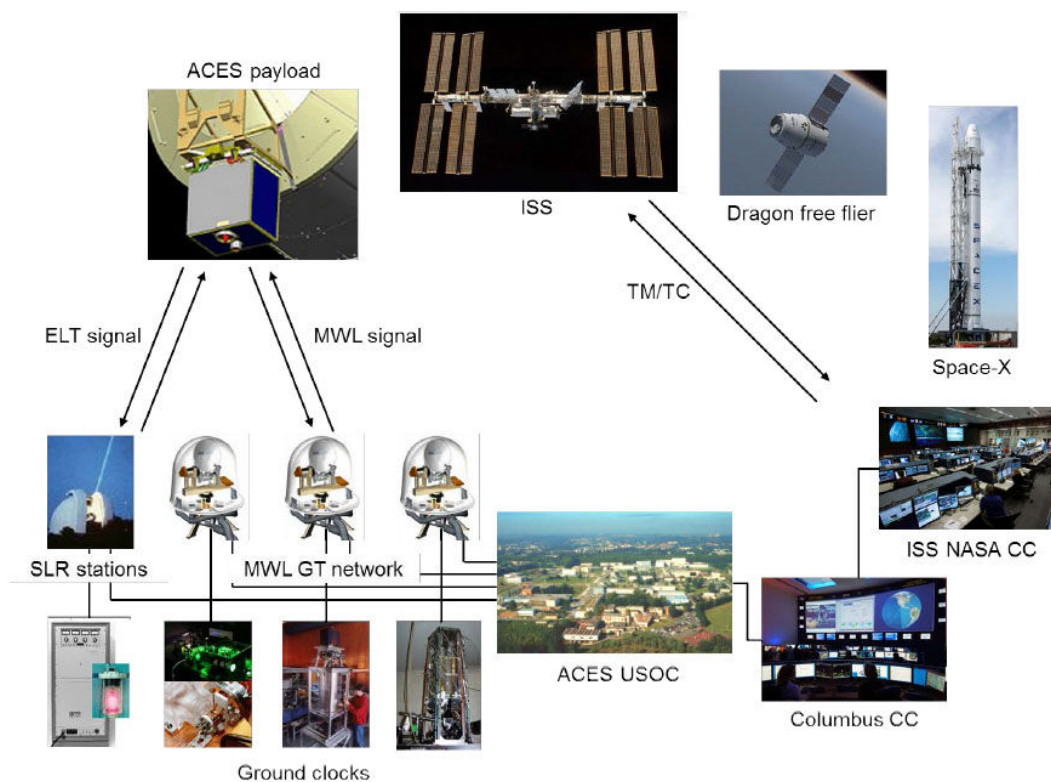 ACES payload
ISS
Dragon free flier
SPACEX
Space-X
ELT signal
MWL signal
TM/TC
ISS NASA CC
SLR stations
MWL GT network
ACES USOC
Columbus CC
Ground clocks